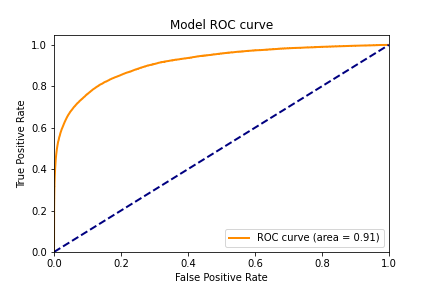 Model ROC curve
True Positive Rate
1.0
0.8
0.6
0.4
0.2
0.0
ROC curve (area = 0.91)
0.0 0.2 0.4 0.6 0.8 1.0
False Positive Rate